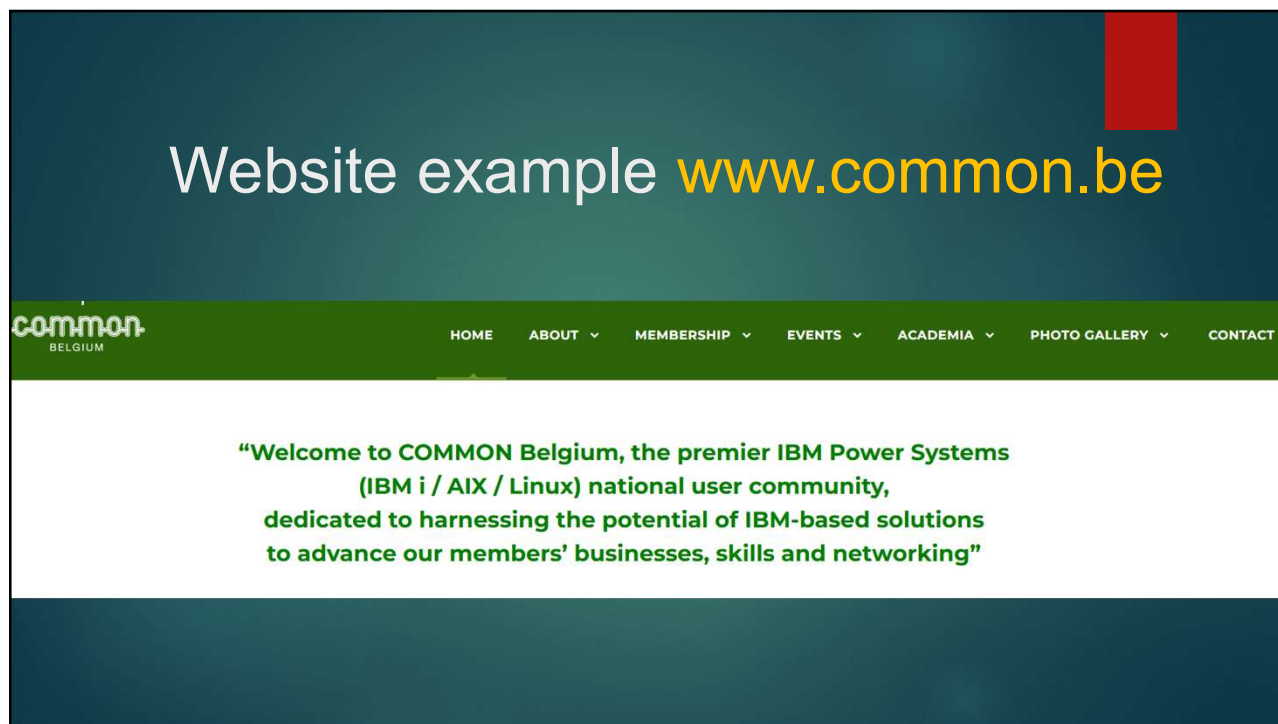 Website example www.common.be
common
BELGIUM
HOME ABOUT MEMBERSHIP EVENTS ACADEMIA PHOTO GALLERY CONTACT
“Welcome to COMMON Belgium, the premier IBM Power Systems
(IBM i / AIX / Linux) national user community,
dedicated to harnessing the potential of IBM-based solutions
to advance our members’ businesses, skills and networking”